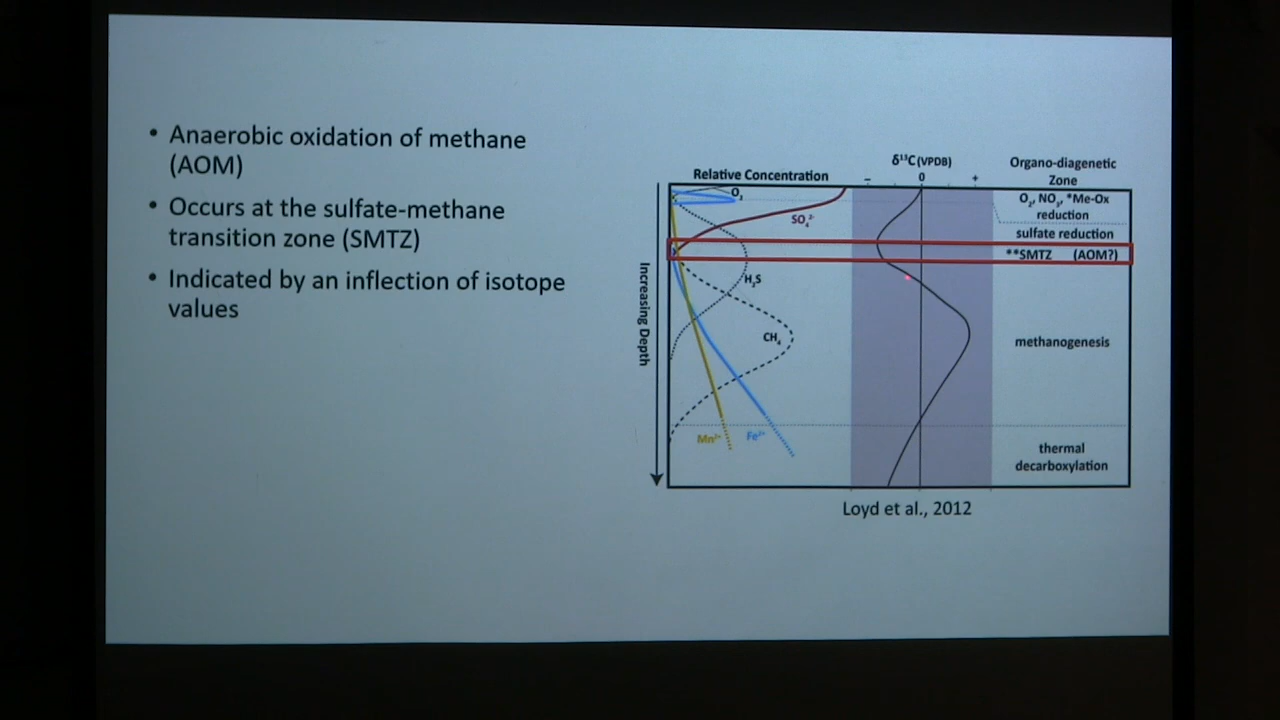 • Anaerobic oxidation of methane
(AOM)
• Occurs at the sulfate-methane
transition zone (SMTZ)
• Indicated by an inflection of isotope
values
Relative Concentration
δ¹³C (VPDB)
− 0 +
Organo-diagenetic
Zone
O₂
SO₄²⁻
H₂S
CH₄
Mn²⁺
Fe²⁺
Increasing Depth
O₂, NO₃, *Me-Ox
reduction
sulfate reduction
**SMTZ (AOM?)
methanogenesis
thermal
decarboxylation
Loyd et al., 2012